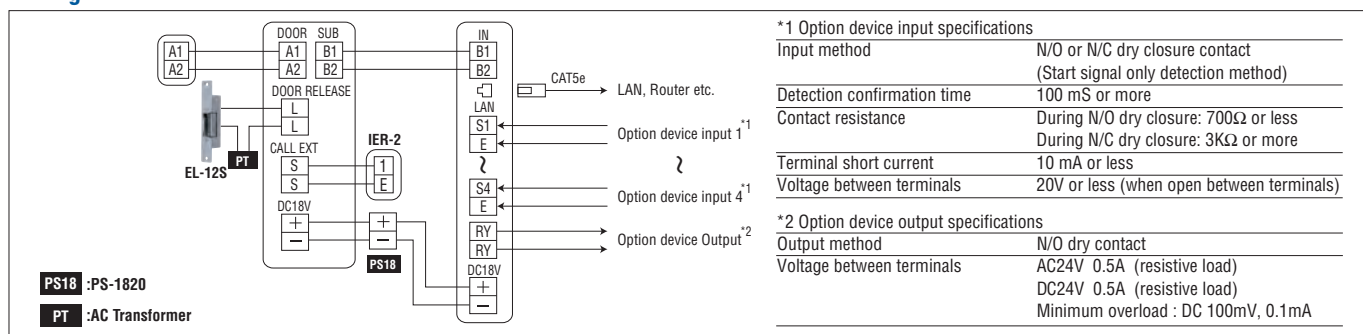 DOOR SUB IN
A1 A1 B1 B1
A2 A2 B2 B2
DOOR RELEASE
CAT5e
LAN, Router etc.
LAN
L
L
S1
E
Option device input 1*1
EL-12S
PT
CALL EXT
IER-2
S 1
S E
~ ~
S4
E
Option device input 4*1
DC18V
+ +
– –
PS18
RY
RY
Option device Output*2
DC18V
+
–
PS18 :PS-1820
PT :AC Transformer
*1 Option device input specifications
Input method N/O or N/C dry closure contact
(Start signal only detection method)
Detection confirmation time 100 mS or more
Contact resistance During N/O dry closure: 700Ω or less
During N/C dry closure: 3KΩ or more
Terminal short current 10 mA or less
Voltage between terminals 20V or less (when open between terminals)
*2 Option device output specifications
Output method N/O dry contact
Voltage between terminals AC24V 0.5A (resistive load)
DC24V 0.5A (resistive load)
Minimum overload : DC 100mV, 0.1mA